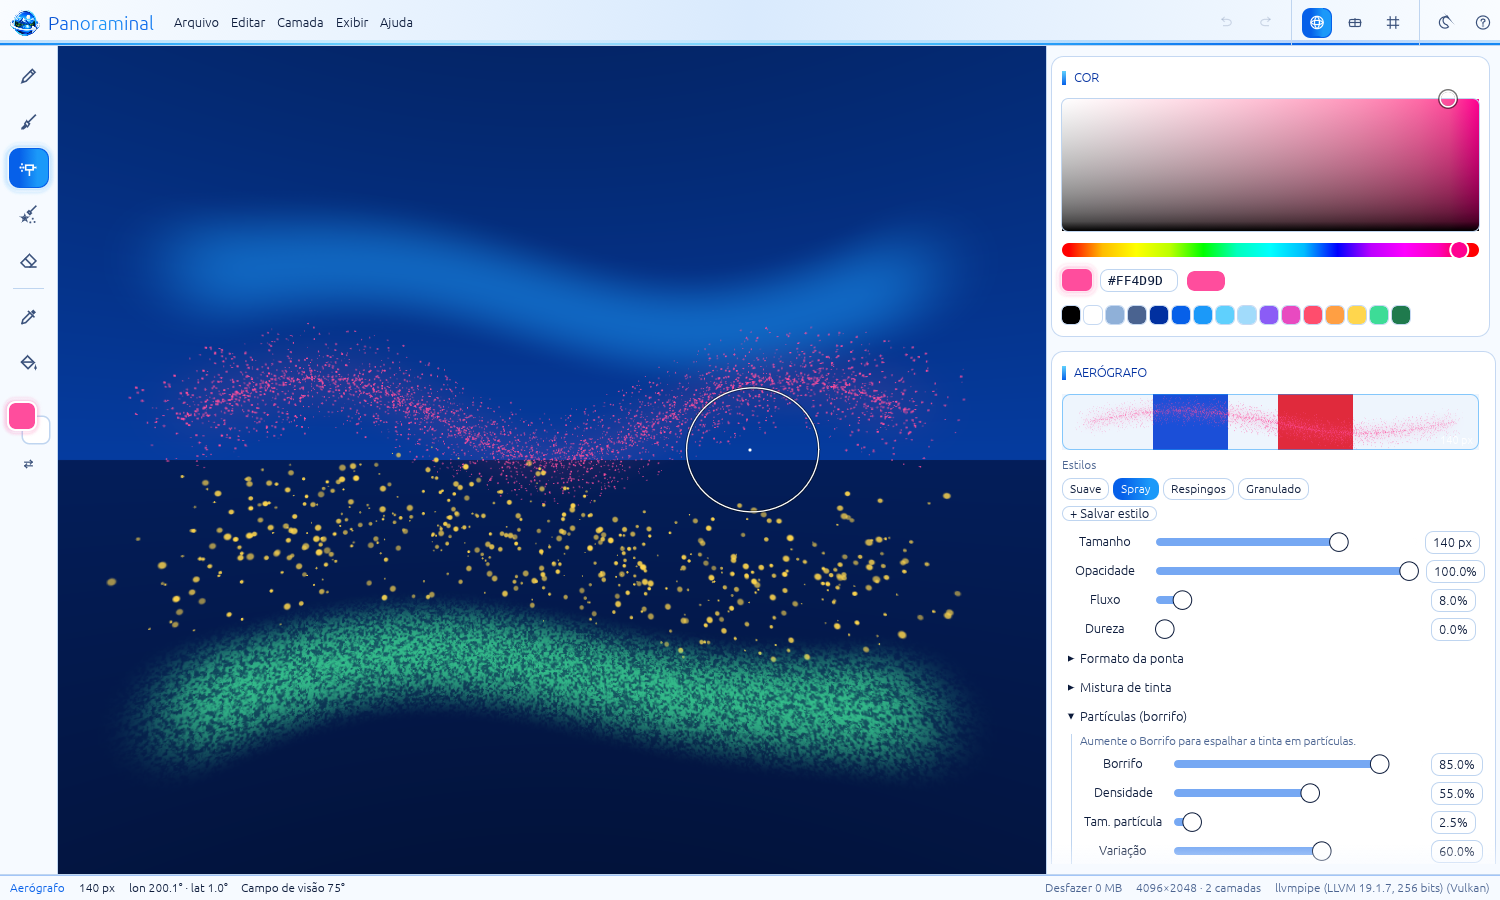 Panoraminal
Arquivo Editar Camada Exibir Ajuda
COR
#FF4D9D
AERÓGRAFO
140 px
Estilos
Suave Spray Respingos Granulado
+ Salvar estilo
Tamanho 140 px
Opacidade 100.0%
Fluxo 8.0%
Dureza 0.0%
► Formato da ponta
► Mistura de tinta
▼ Partículas (borrifo)
Aumente o Borrifo para espalhar a tinta em partículas.
Borrifo 85.0%
Densidade 55.0%
Tam. partícula 2.5%
Variação 60.0%
Aerógrafo 140 px lon 200.1° · lat 1.0° Campo de visão 75° Desfazer 0 MB 4096×2048 · 2 camadas llvmpipe (LLVM 19.1.7, 256 bits) (Vulkan)